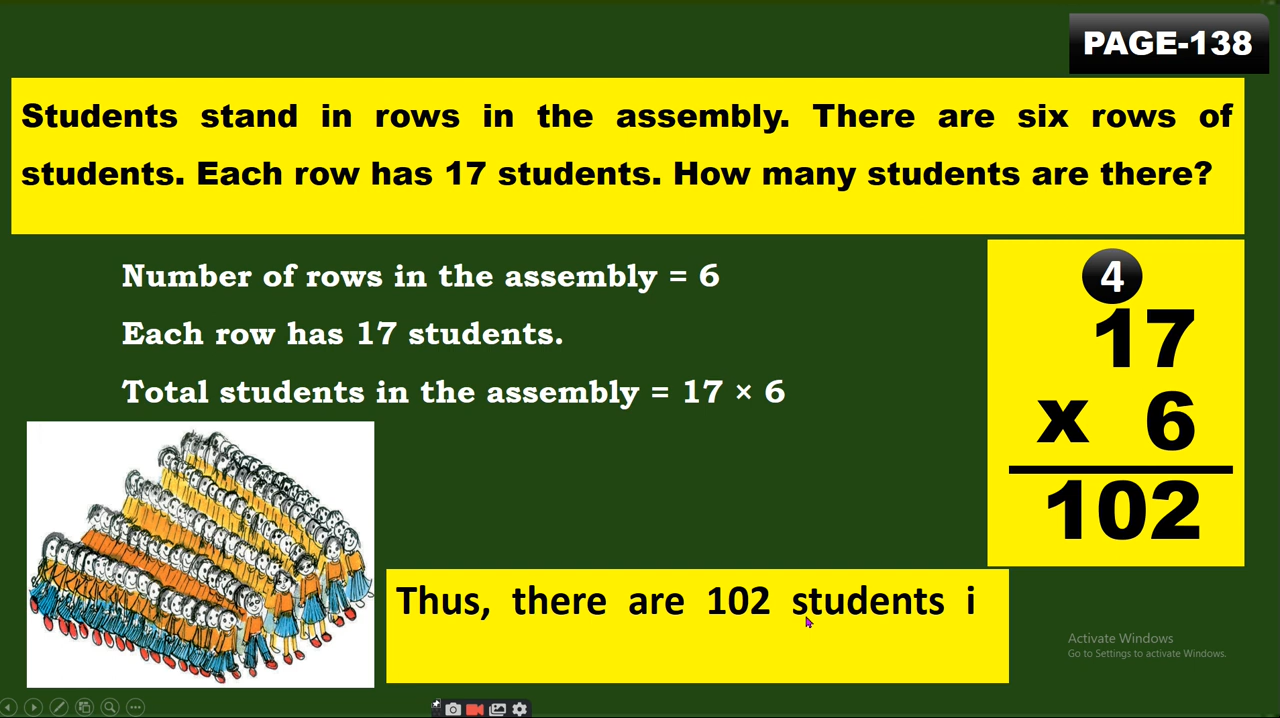 PAGE-138
Students stand in rows in the assembly. There are six rows of
students. Each row has 17 students. How many students are there?
Number of rows in the assembly = 6
Each row has 17 students.
Total students in the assembly = 17 × 6
4
17
x 6
102
Thus, there are 102 students i
Activate Windows
Go to Settings to activate Windows.